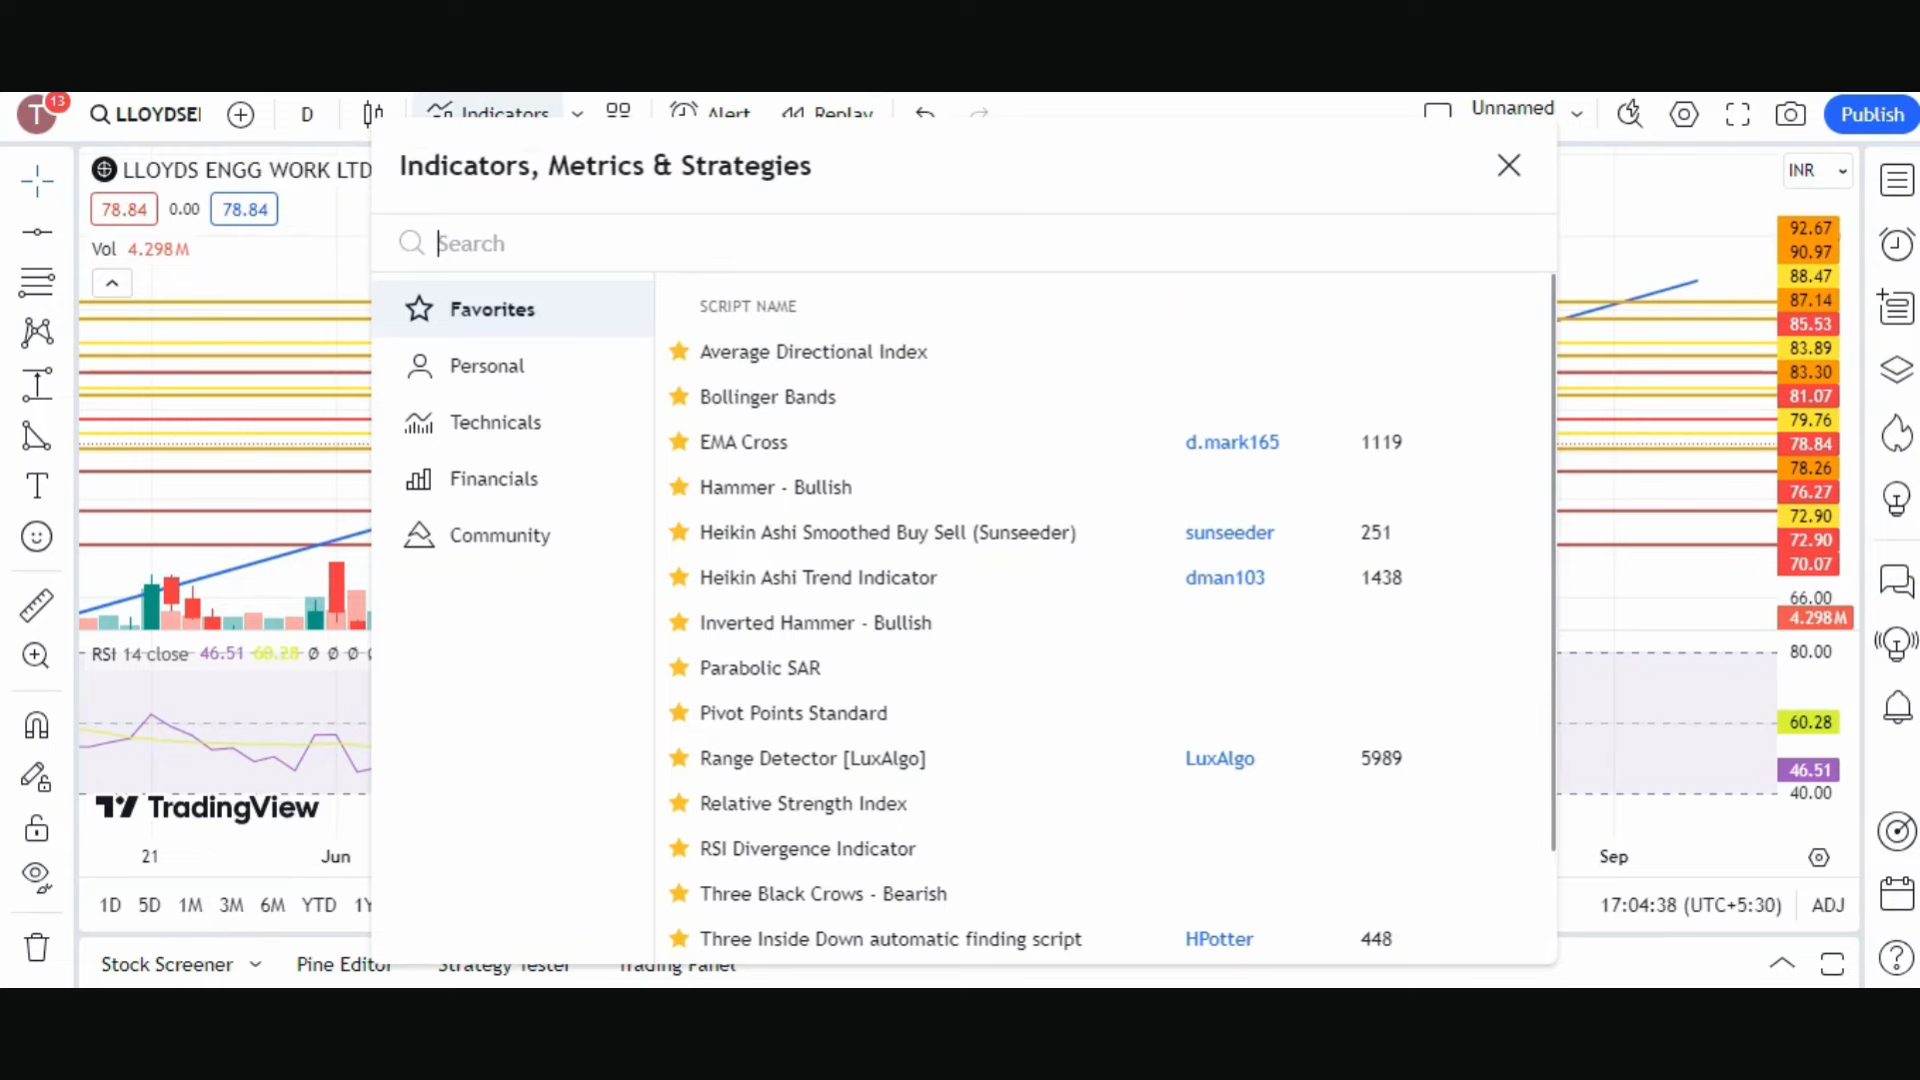 T 13 LLOYDSEI D Indicators Alert Replay Unnamed Publish
Indicators, Metrics & Strategies
LLOYDS ENGG WORK LTD
INR
78.84 0.00 78.84
Vol 4.298M
Search
Favorites
Personal
Technicals
Financials
Community
SCRIPT NAME
Average Directional Index
Bollinger Bands
EMA Cross d.mark165 1119
Hammer - Bullish
Heikin Ashi Smoothed Buy Sell (Sunseeder) sunseeder 251
Heikin Ashi Trend Indicator dman103 1438
Inverted Hammer - Bullish
Parabolic SAR
Pivot Points Standard
Range Detector [LuxAlgo] LuxAlgo 5989
Relative Strength Index
RSI Divergence Indicator
Three Black Crows - Bearish
Three Inside Down automatic finding script HPotter 448
92.67
90.97
88.47
87.14
85.53
83.89
83.30
81.07
79.76
78.84
78.26
76.27
72.90
72.90
70.07
66.00
4.298M
80.00
60.28
46.51
40.00
RSI 14 close 46.51 60.28 Ø Ø Ø
TradingView
21 Jun Sep
1D 5D 1M 3M 6M YTD 1Y
17:04:38 (UTC+5:30) ADJ
Stock Screener Pine Editor Strategy Tester Trading Panel